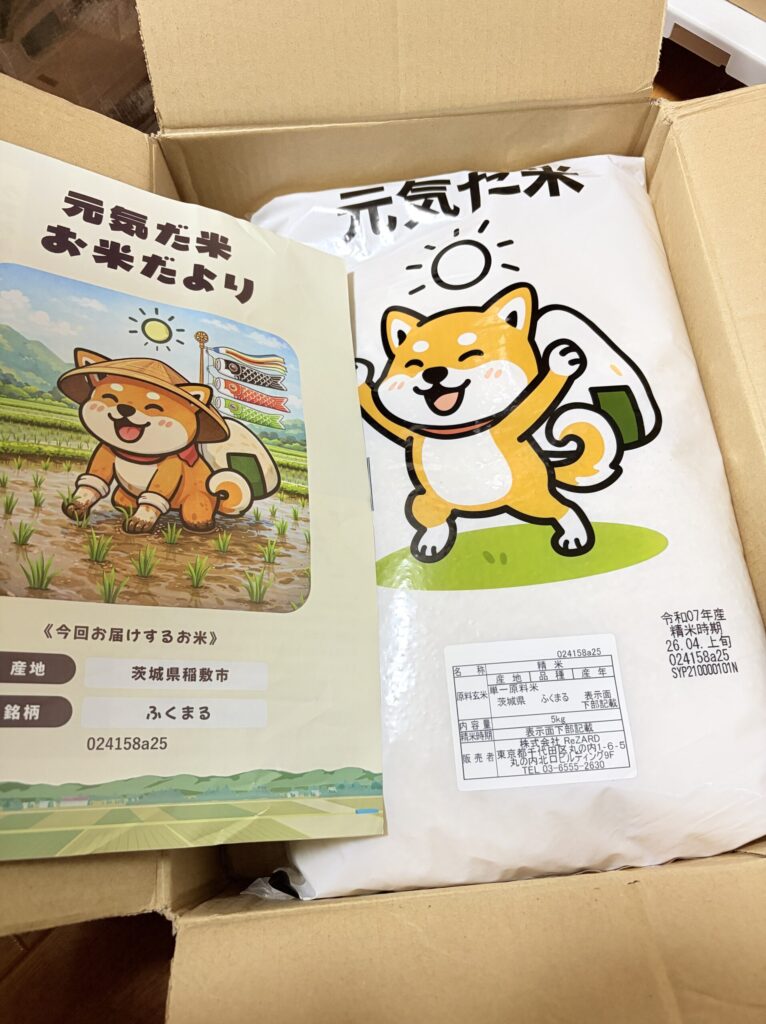 元気だ米
お米だより
《今回お届けするお米》
産地 茨城県稲敷市
銘柄 ふくまる
024158a25
元気だ米
令和07年産
精米時期
26.04.上旬
024158a25
SYP210000101N
024158a25
名称 精米
産地 品種 産年
原料玄米 単一原料米
茨城県 ふくまる 表示面下部記載
内容量 5kg
精米時期 表示面下部記載
販売者 株式会社 ReZARD
東京都千代田区丸の内1-6-5
丸の内北口ビルディング9F
TEL 03-6555-2630